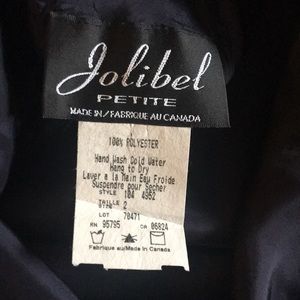 Jolibel
PETITE
MADE IN/FABRIQUE AU CANADA
100% POLYESTER
Hand Wash Cold Water
Hang to Dry
Laver a la Main Eau Froide
Suspendre pour Secher
STYLE 104 4962
TAILLE 2
SIZE
LOT 70471
RN 95795 CA 06824
Fabrique au/Made in Canada